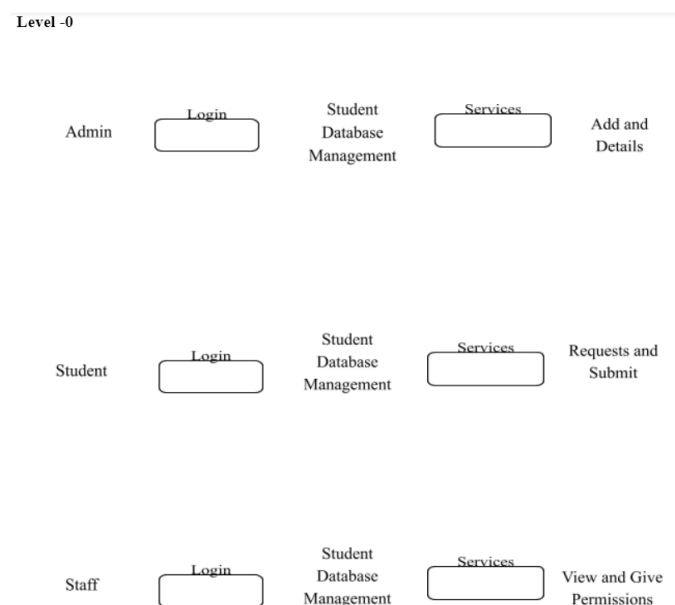 Level -0
Admin
Login
Student
Database
Management
Services
Add and
Details
Student
Login
Student
Database
Management
Services
Requests and
Submit
Staff
Login
Student
Database
Management
Services
View and Give
Permissions